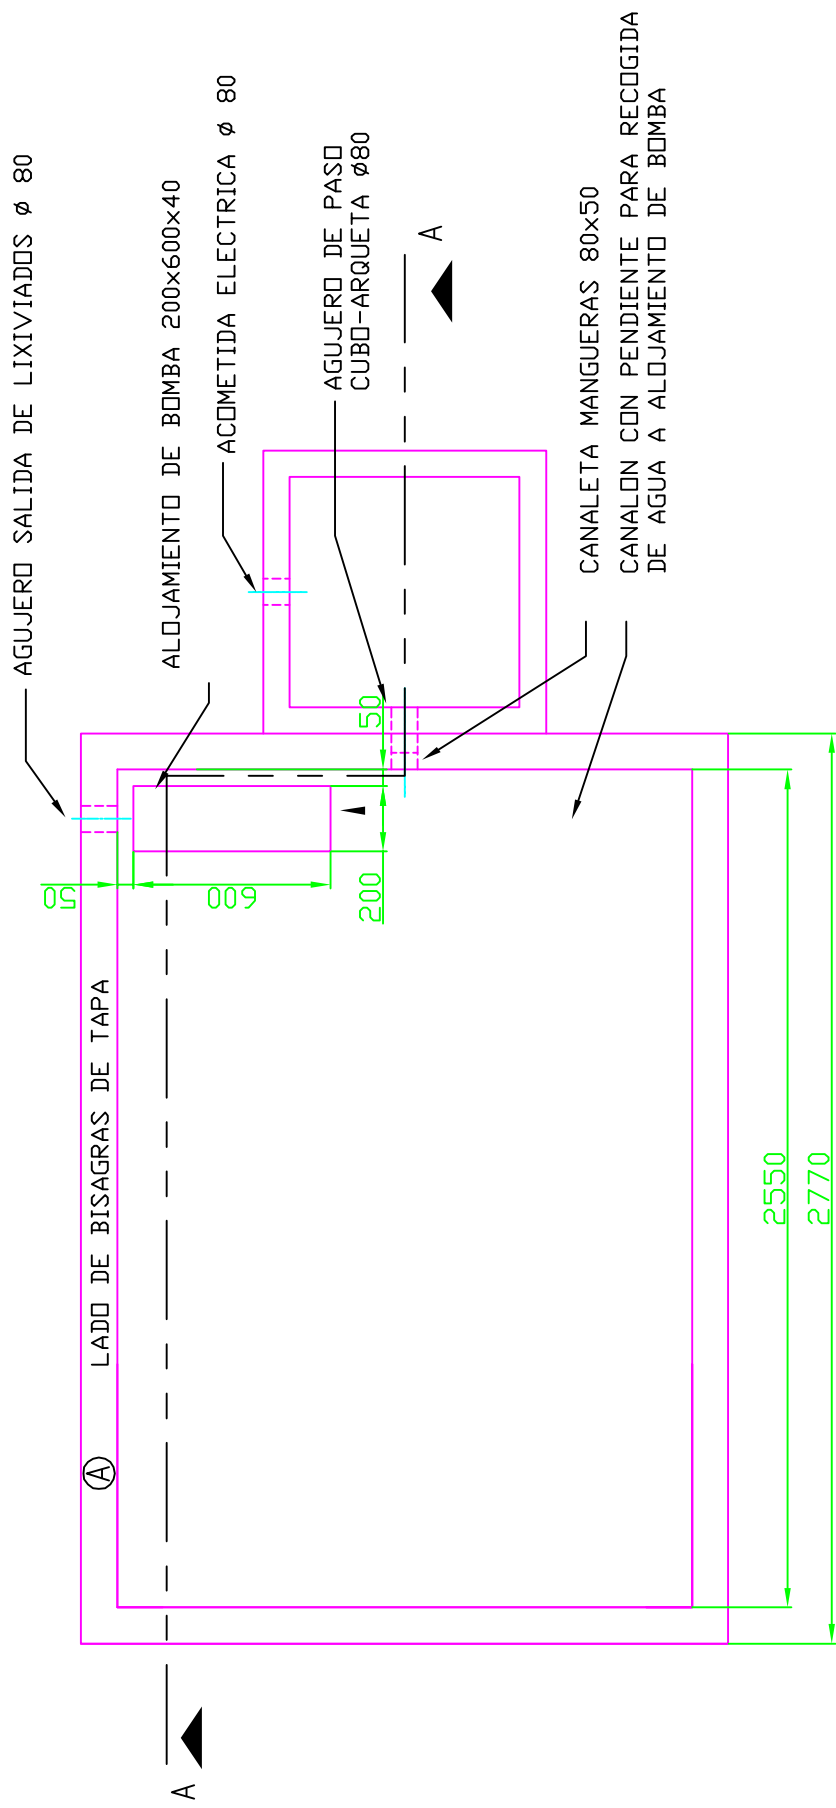 AGUJERO SALIDA DE LIXIVIADOS ø 80
ALOJAMIENTO DE BOMBA 200x600x40
ACOMETIDA ELECTRICA ø 80
AGUJERO DE PASO
CUBO-ARQUETA ø80
A
CANALETA MANGUERAS 80x50
CANALON CON PENDIENTE PARA RECOGIDA
DE AGUA A ALOJAMIENTO DE BOMBA
50
50
600
200
LADO DE BISAGRAS DE TAPA
A
2550
2770
A